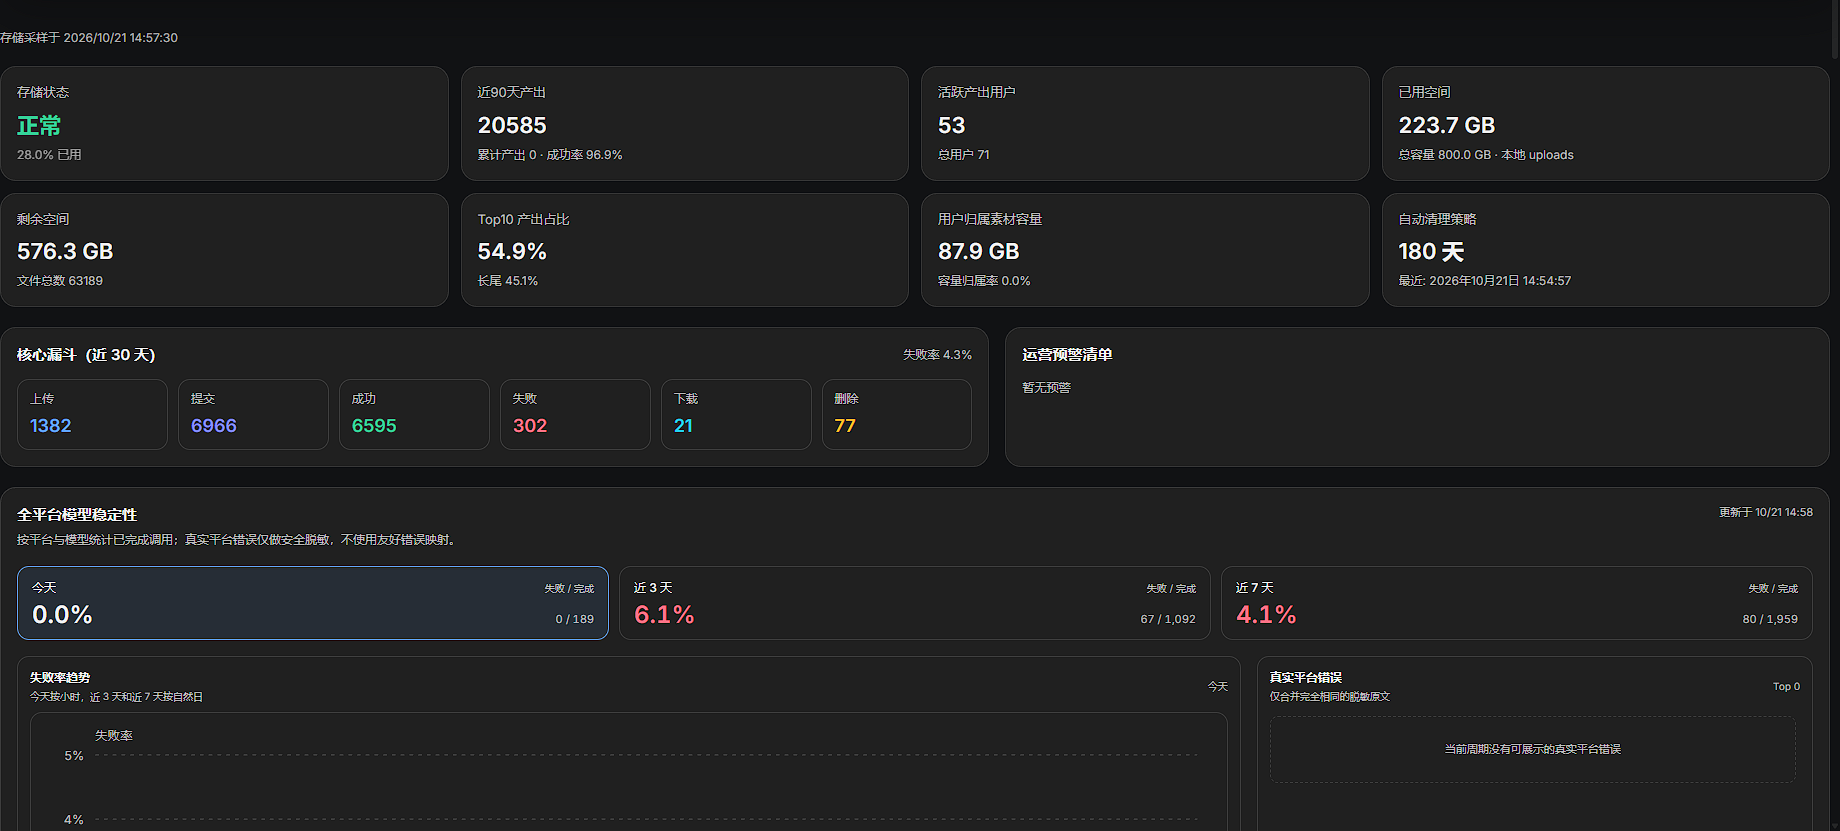 存储采样于 2026/10/21 14:57:30
存储状态
正常
28.0% 已用
近90天产出
20585
累计产出 0 · 成功率 96.9%
活跃产出用户
53
总用户 71
已用空间
223.7 GB
总容量 800.0 GB · 本地 uploads
剩余空间
576.3 GB
文件总数 63189
Top10 产出占比
54.9%
长尾 45.1%
用户归属素材容量
87.9 GB
容量归属率 0.0%
自动清理策略
180 天
最近: 2026年10月21日 14:54:57
核心漏斗（近 30 天）
失败率 4.3%
上传
1382
提交
6966
成功
6595
失败
302
下载
21
删除
77
运营预警清单
暂无预警
全平台模型稳定性
更新于 10/21 14:58
按平台与模型统计已完成调用；真实平台错误仅做安全脱敏，不使用友好错误映射。
今天
失败 / 完成
0.0%
0 / 189
近 3 天
失败 / 完成
6.1%
67 / 1,092
近 7 天
失败 / 完成
4.1%
80 / 1,959
失败率趋势
今天按小时，近 3 天和近 7 天按自然日
今天
失败率
5%
4%
真实平台错误
仅合并完全相同的脱敏原文
Top 0
当前周期没有可展示的真实平台错误